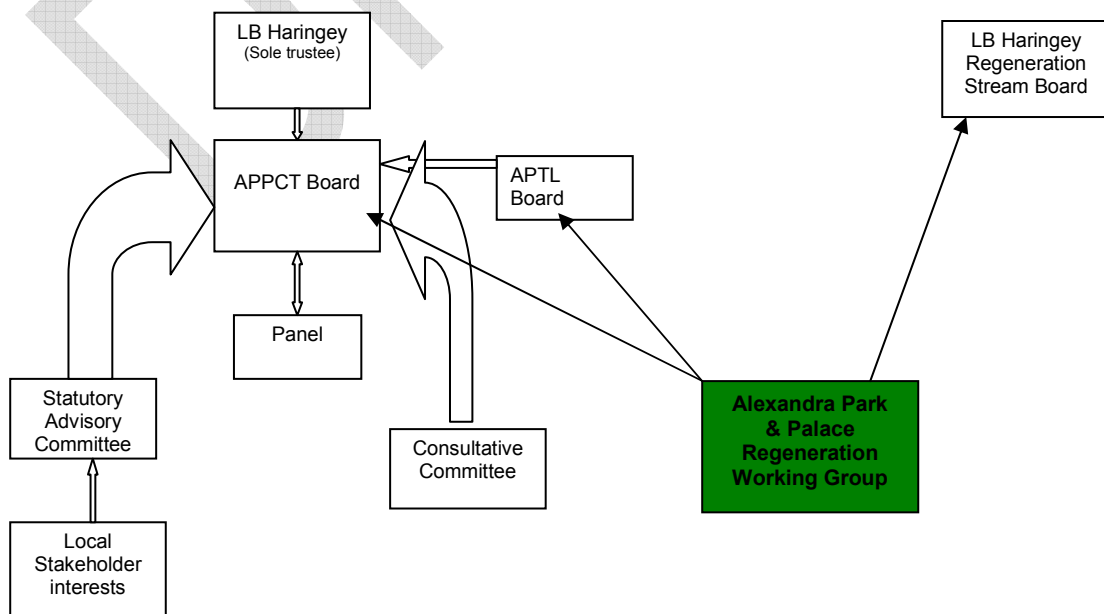 LB Haringey
(Sole trustee)
LB Haringey
Regeneration
Stream Board
APPCT Board
APTL
Board
Panel
Statutory
Advisory
Committee
Consultative
Committee
Alexandra Park
& Palace
Regeneration
Working Group
Local
Stakeholder
interests